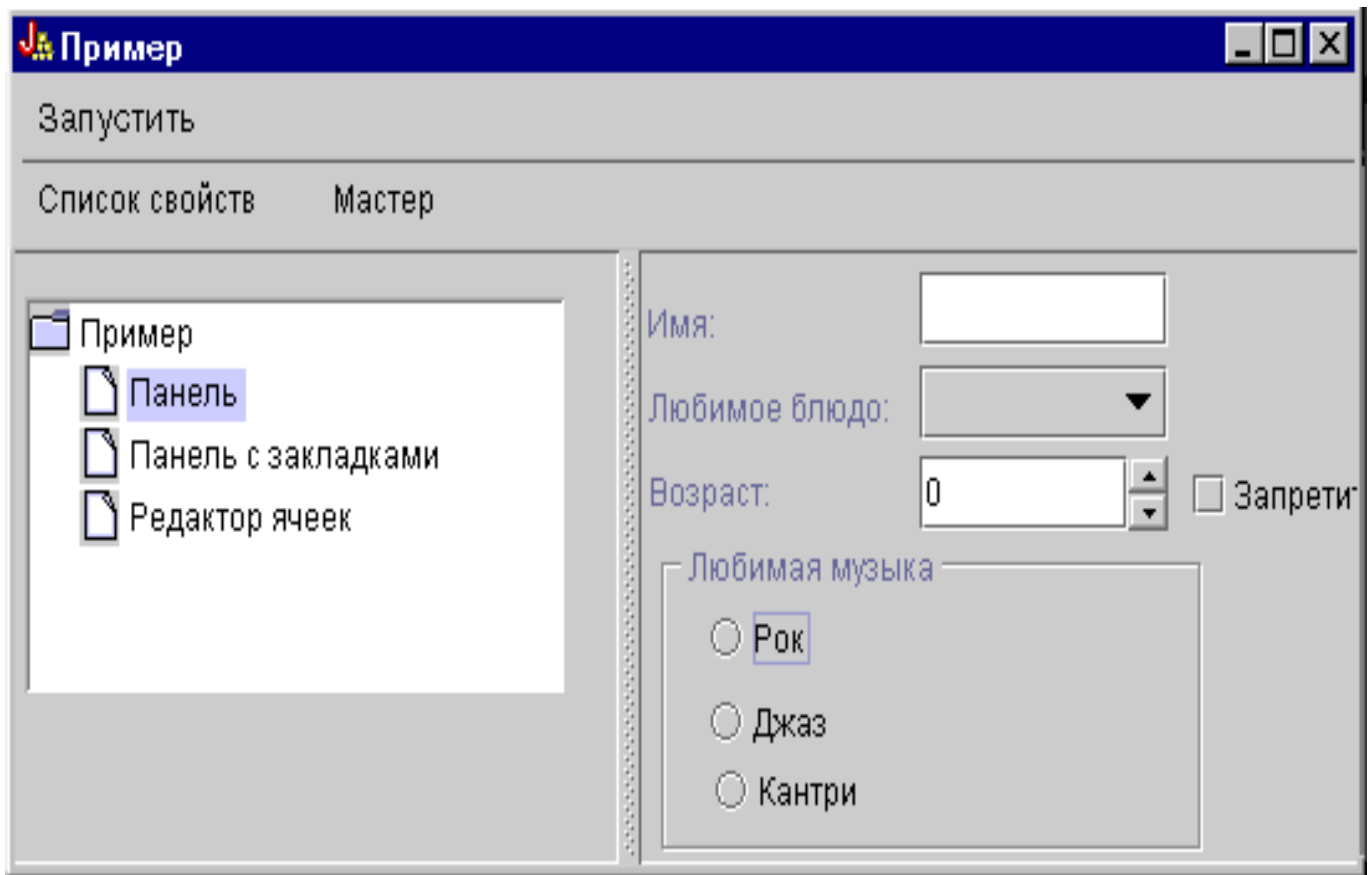 Пример
Запустить
Список свойств Мастер
Пример
Панель
Панель с закладками
Редактор ячеек
Имя:
Любимое блюдо:
Возраст: 0 Запретит
Любимая музыка
Рок
Джаз
Кантри